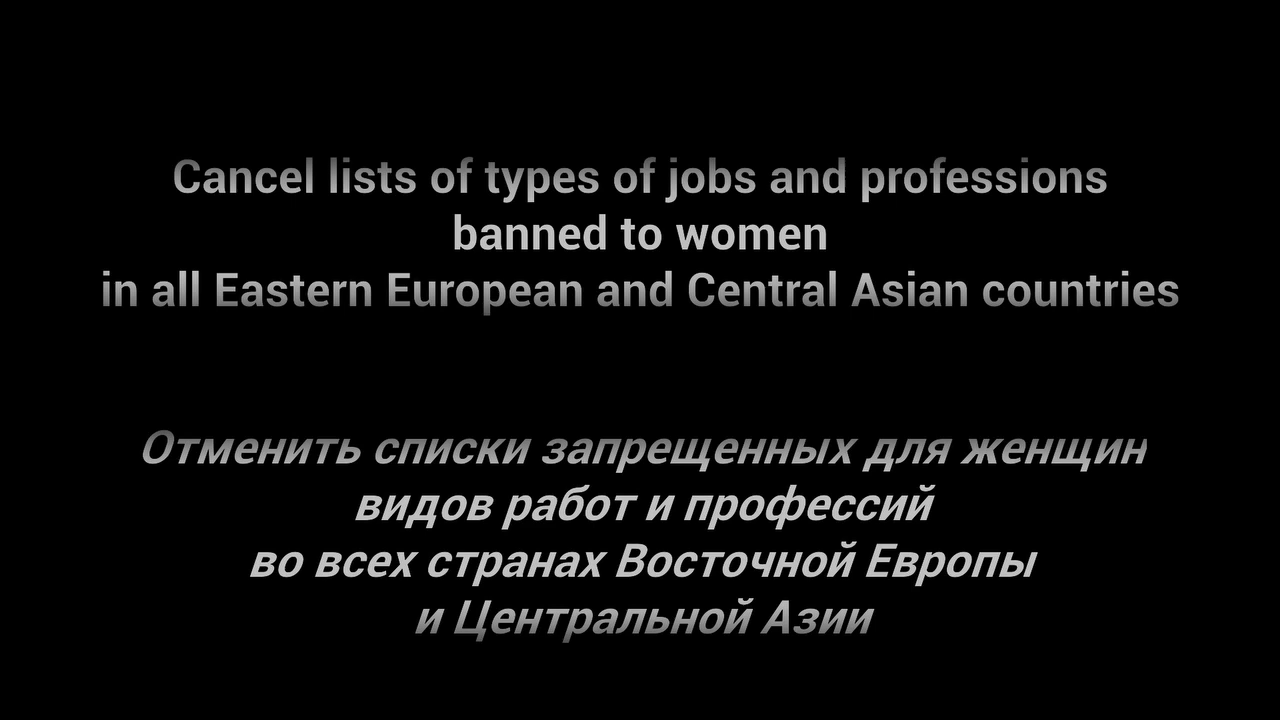 Cancel lists of types of jobs and professions
banned to women
in all Eastern European and Central Asian countries
Отменить списки запрещенных для женщин
видов работ и профессий
во всех странах Восточной Европы
и Центральной Азии